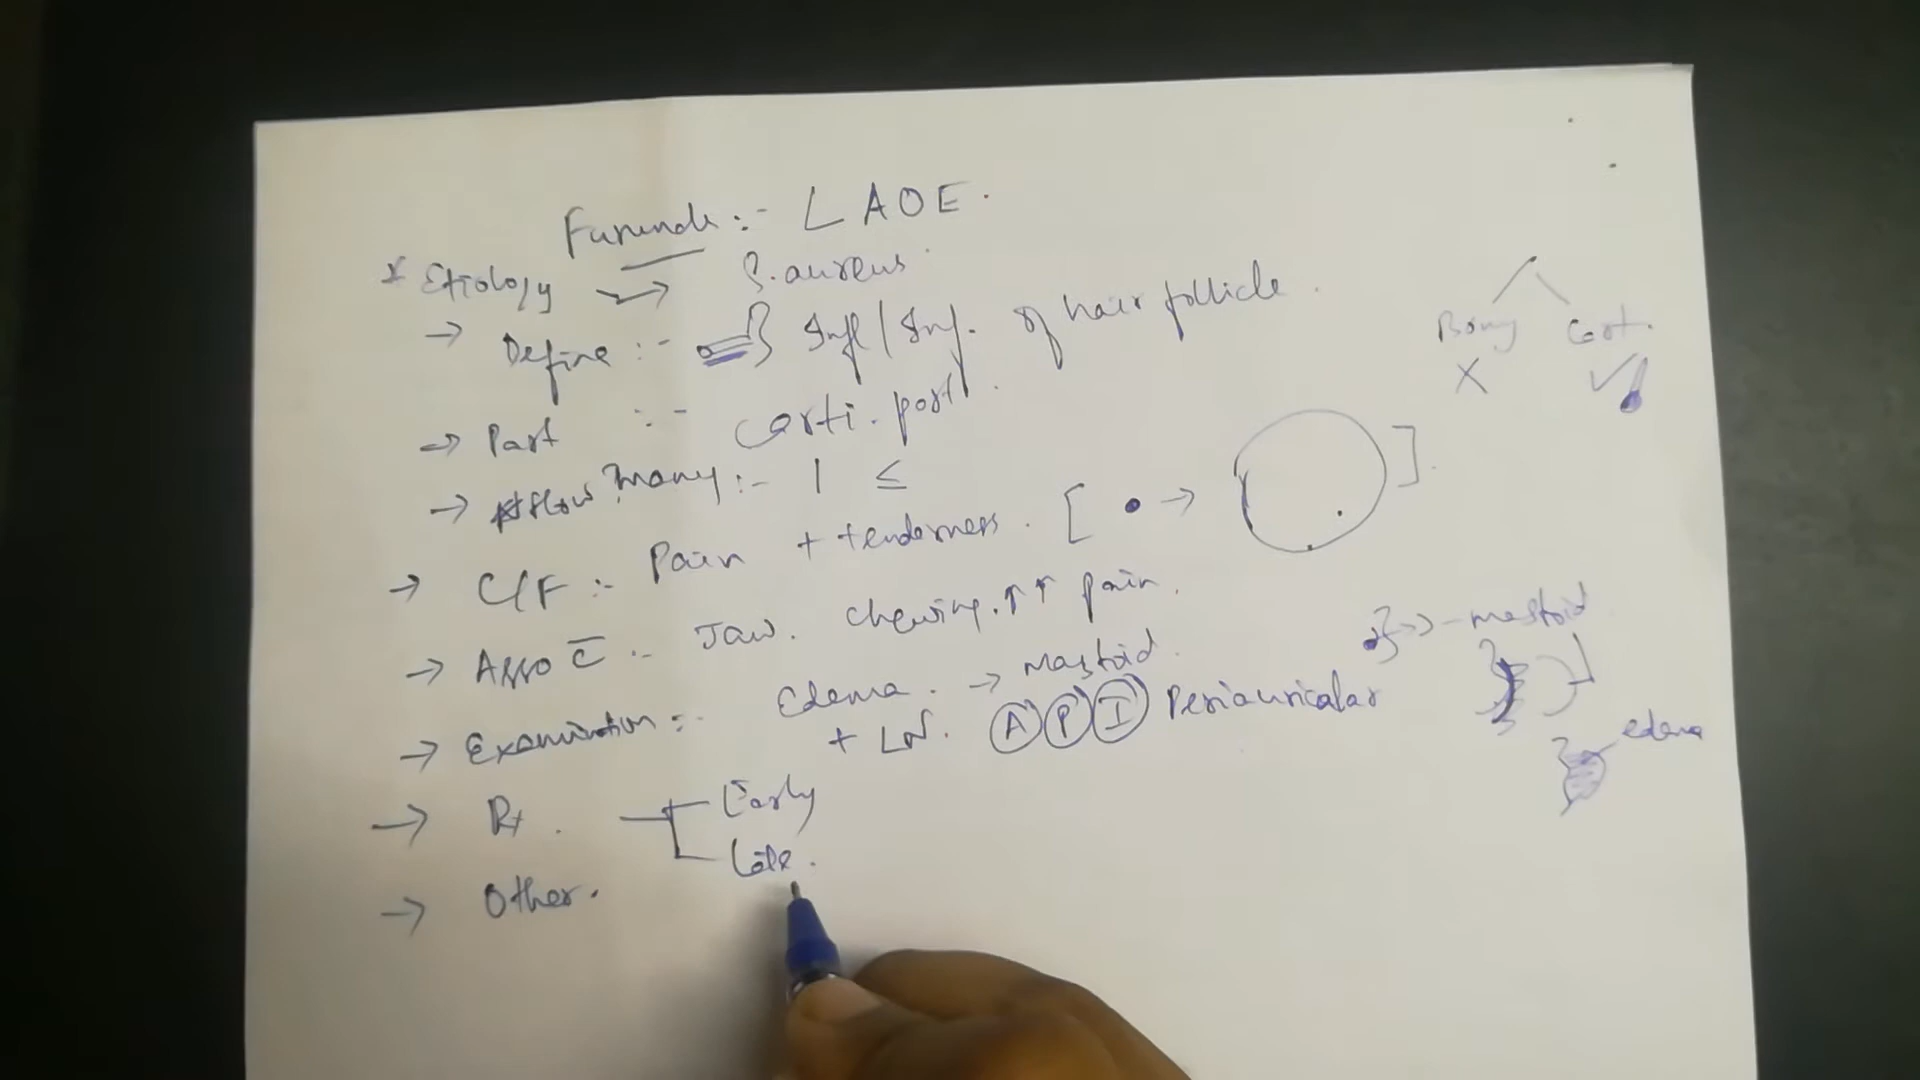 Furuncle :- LAOE.
* Etiology → S. aureus.
→ Define :- Infl / Inf. of hair follicle.
Bony Cart.
X ✓
→ Part :- Carti. part.
→ How many :- 1 ≤
→ C/F :- Pain + tenderness. [ • → ]
→ Asso c̄ :- Jaw. Chewing. ↑↑ pain.
→ Examination :- Edema. → Mastoid.
+ LN. A P I Periauricular
mastoid
edema
→ Rx. Early
Late.
→ Other.